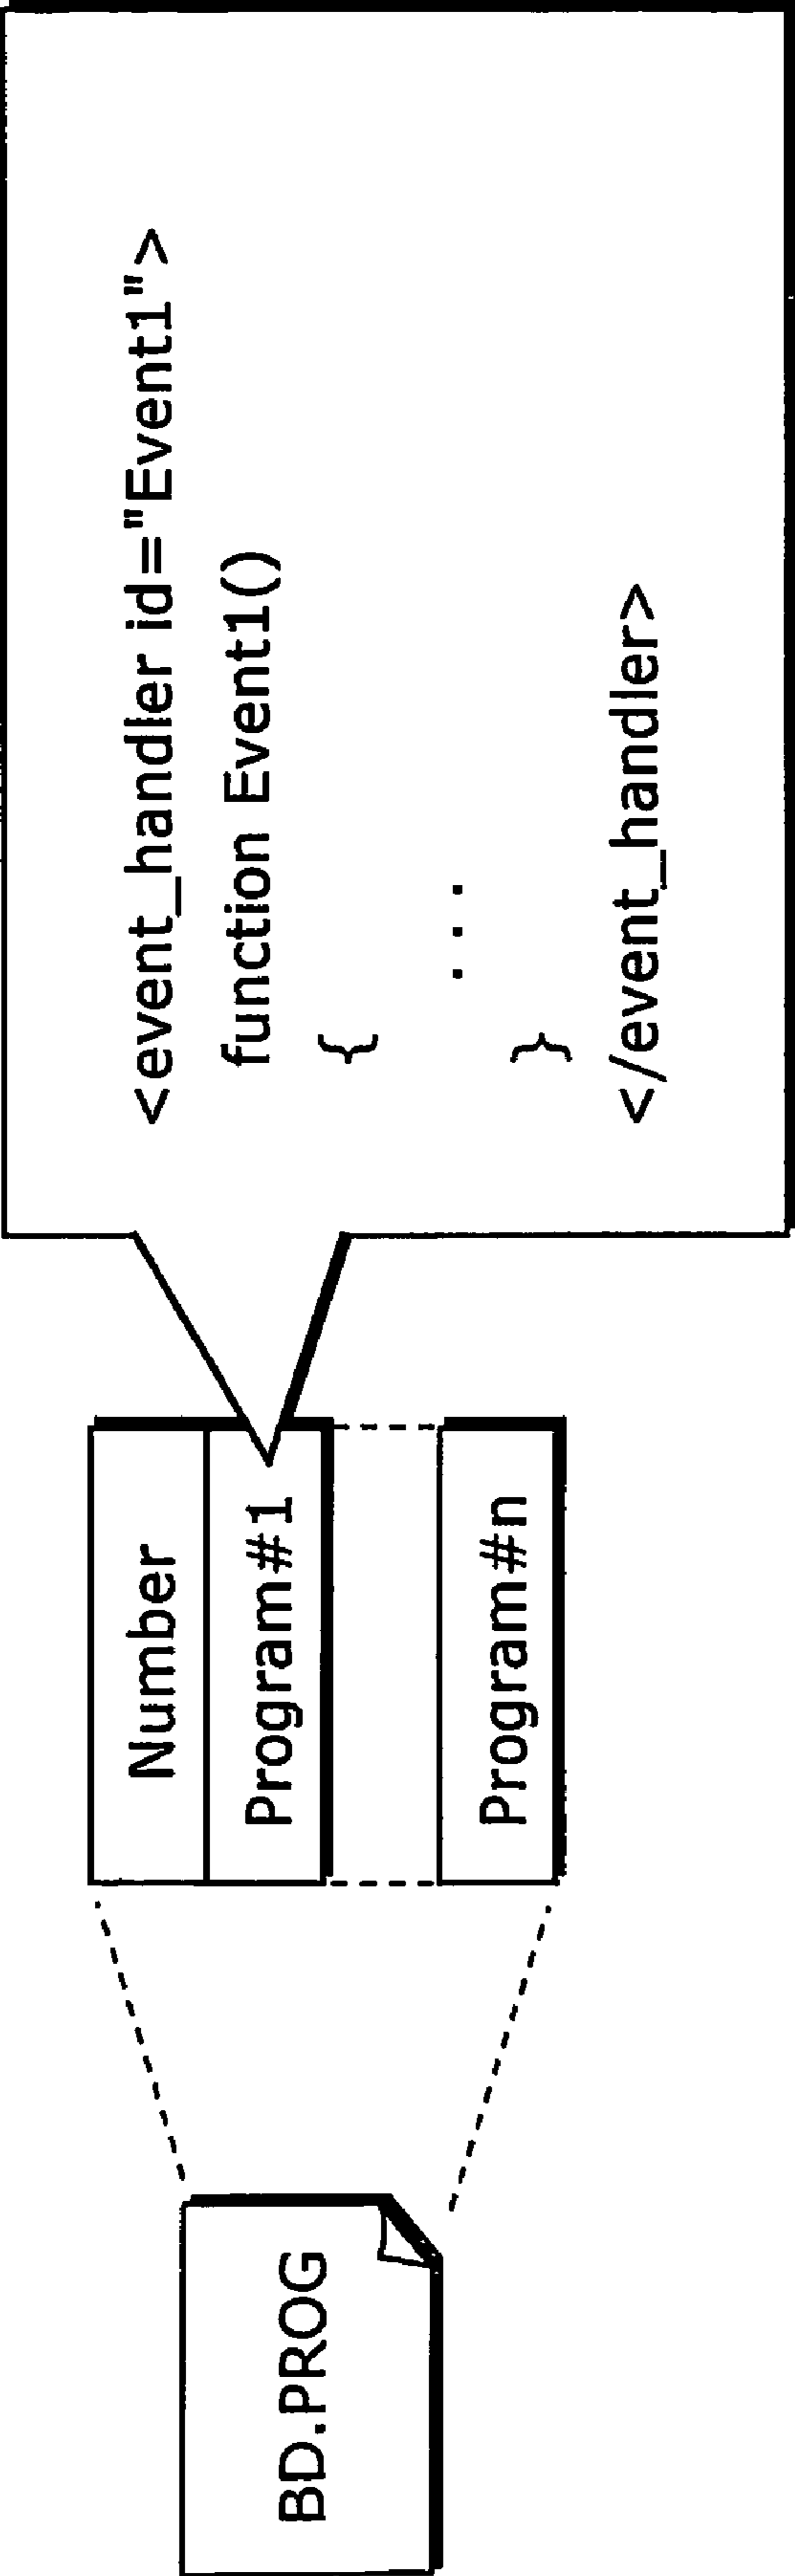 BD.PROG
Number
Program#1
Program#n
<event_handler id="Event1">
function Event1()
{
. . .
}
</event_handler>